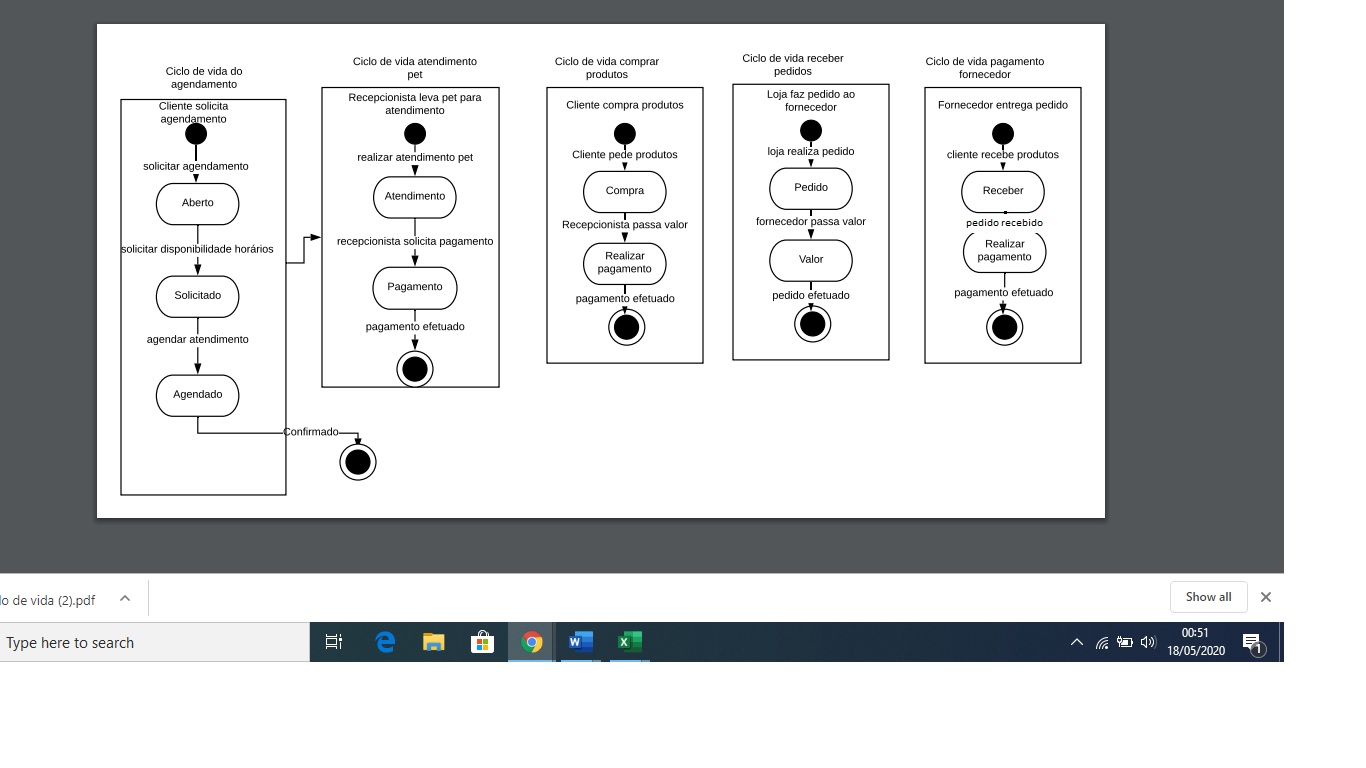 Ciclo de vida do
agendamento
Cliente solicita
agendamento
solicitar agendamento
Aberto
solicitar disponibilidade horários
Solicitado
agendar atendimento
Agendado
Confirmado
Ciclo de vida atendimento
pet
Recepcionista leva pet para
atendimento
realizar atendimento pet
Atendimento
recepcionista solicita pagamento
Pagamento
pagamento efetuado
Ciclo de vida comprar
produtos
Cliente compra produtos
Cliente pede produtos
Compra
Recepcionista passa valor
Realizar
pagamento
pagamento efetuado
Ciclo de vida receber
pedidos
Loja faz pedido ao
fornecedor
loja realiza pedido
Pedido
fornecedor passa valor
Valor
pedido efetuado
Ciclo de vida pagamento
fornecedor
Fornecedor entrega pedido
cliente recebe produtos
Receber
pedido recebido
Realizar
pagamento
pagamento efetuado
lo de vida (2).pdf
Show all
Type here to search
W
X
00:51
18/05/2020
1